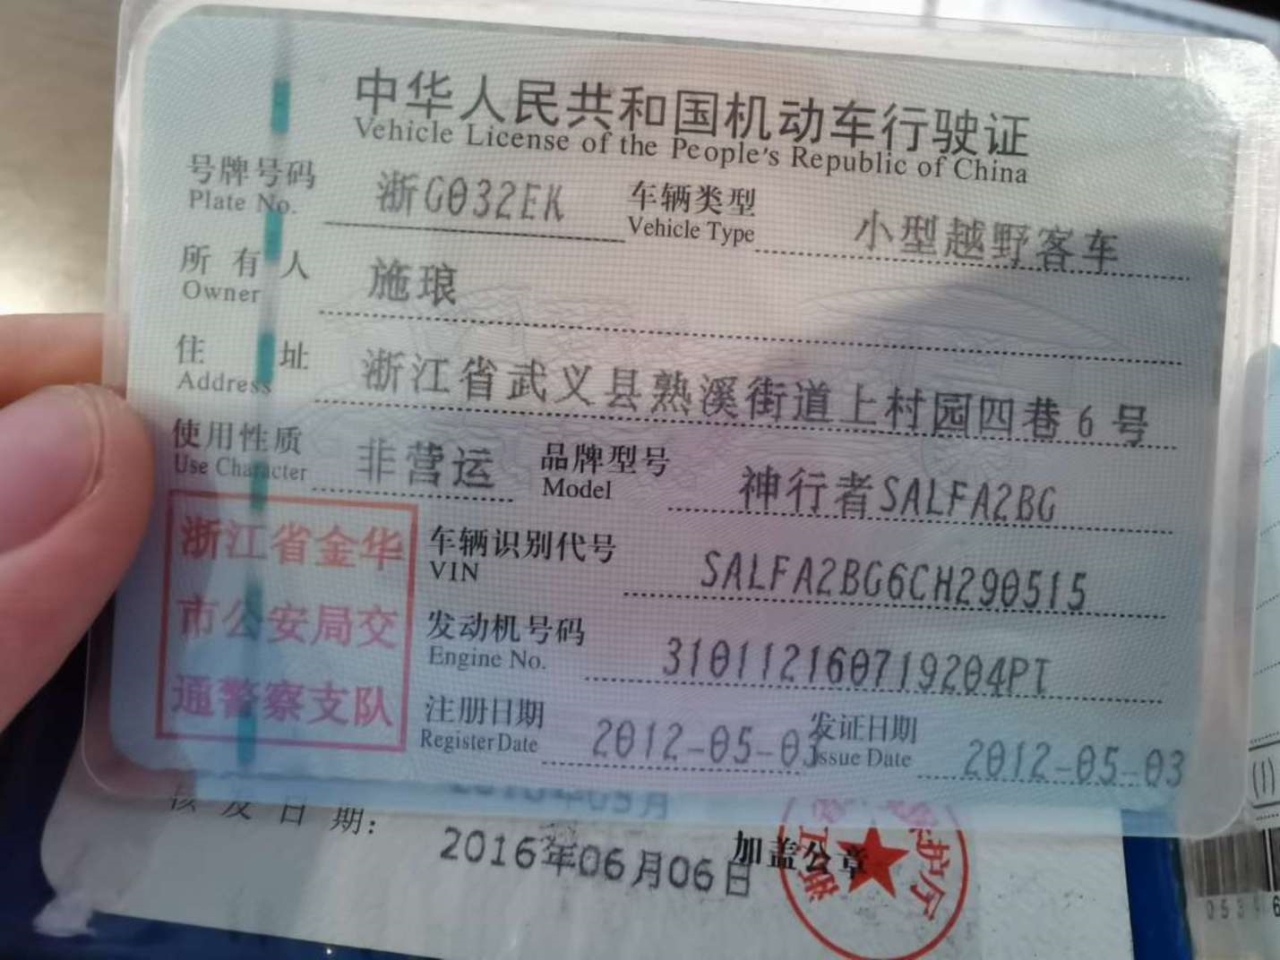 中华人民共和国机动车行驶证
Vehicle License of the People's Republic of China
号牌号码 浙G032EK 车辆类型 小型越野客车
Plate No. Vehicle Type
所有人 施琅
Owner
住址 浙江省武义县熟溪街道上村园四巷6号
Address
使用性质 非营运 品牌型号 神行者SALFA2BG
Use Character Model
浙江省金华
市公安局交
通警察支队
车辆识别代号 SALFA2BG6CH290515
VIN
发动机号码 310112160719204PT
Engine No.
注册日期 2012-05-03 发证日期 2012-05-03
Register Date Issue Date
核发日期:
2016年06月06日
加盖公章